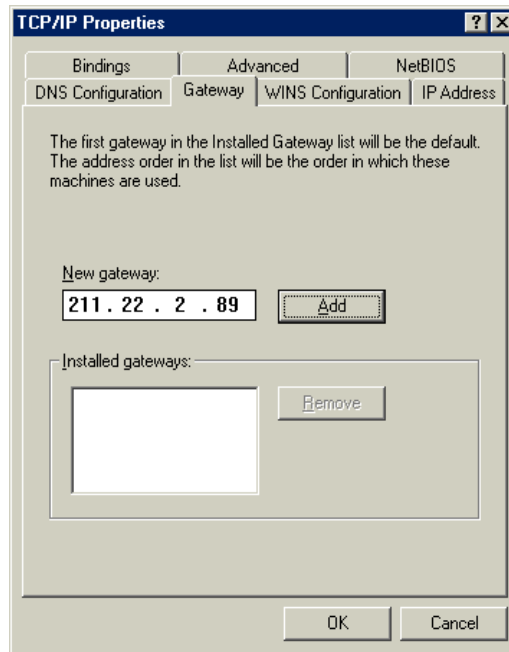 TCP/IP Properties
? X
Bindings Advanced NetBIOS
DNS Configuration Gateway WINS Configuration IP Address
The first gateway in the Installed Gateway list will be the default.
The address order in the list will be the order in which these
machines are used.
New gateway:
211 . 22 . 2 . 89 Add
Installed gateways:
Remove
OK Cancel